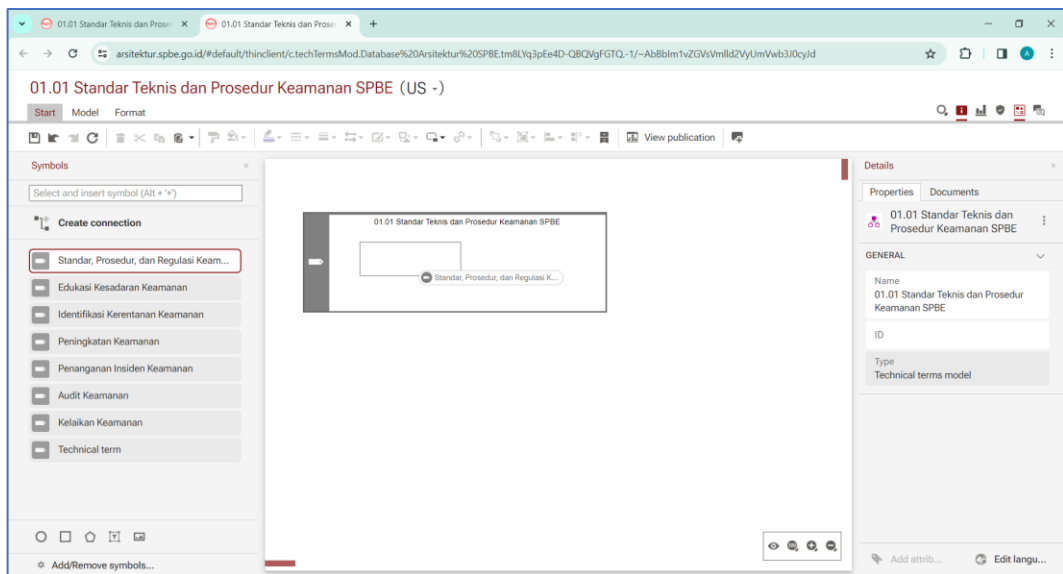 01.01 Standar Teknis dan Prose
01.01 Standar Teknis dan Prose
arsitektur.spbe.go.id/#default/thinclient/c.techTermsMod.Database%20Arsitektur%20SPBE.tm8LYq3pEe4D-QBQVgFGTQ.-1/~AbBbIm1vZGVsVmlld2VyUmVwb3J0cyJd
A
01.01 Standar Teknis dan Prosedur Keamanan SPBE (US -)
Start Model Format
View publication
Symbols
Select and insert symbol (Alt + '+')
Create connection
Standar, Prosedur, dan Regulasi Keam...
Edukasi Kesadaran Keamanan
Identifikasi Kerentanan Keamanan
Peningkatan Keamanan
Penanganan Insiden Keamanan
Audit Keamanan
Kelaikan Keamanan
Technical term
Add/Remove symbols...
01.01 Standar Teknis dan Prosedur Keamanan SPBE
Standar, Prosedur, dan Regulasi K...
Details
Properties Documents
01.01 Standar Teknis dan
Prosedur Keamanan SPBE
GENERAL
Name
01.01 Standar Teknis dan Prosedur
Keamanan SPBE
ID
Type
Technical terms model
Add attrib...
Edit langu...